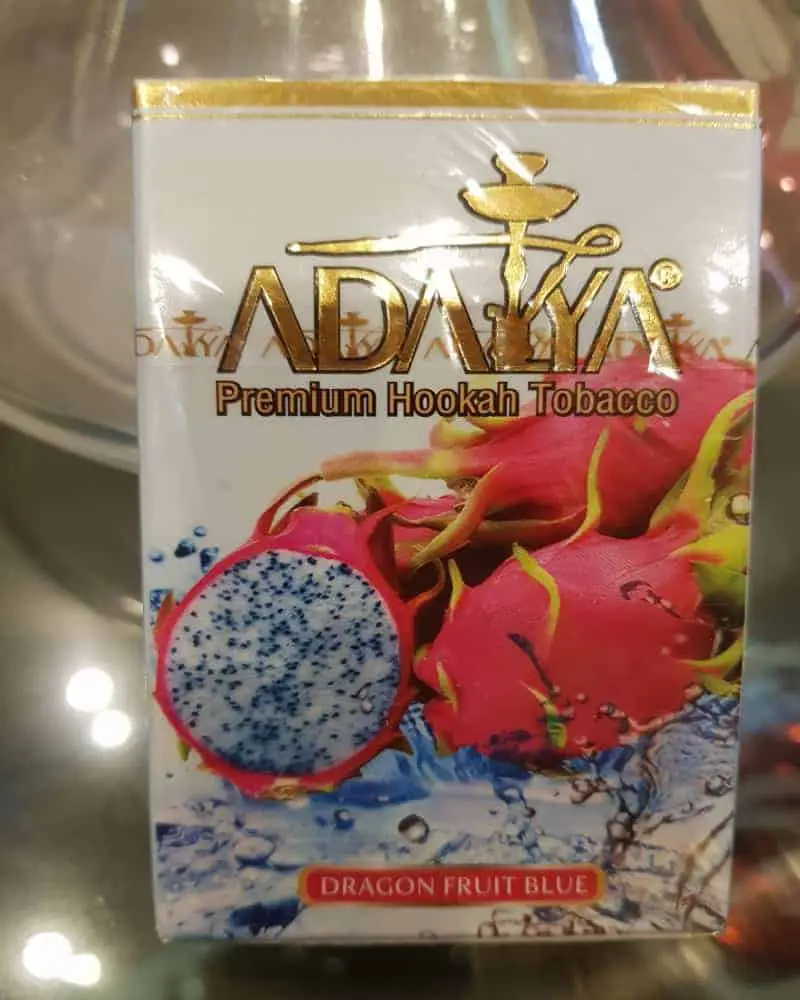 ADALYA®
Premium Hookah Tobacco
DRAGON FRUIT BLUE